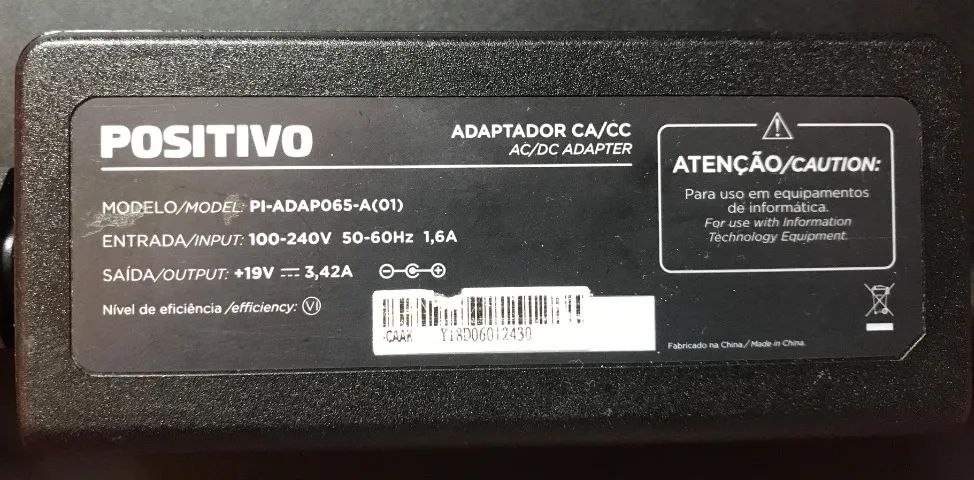 POSITIVO
ADAPTADOR CA/CC
AC/DC ADAPTER
MODELO/MODEL: PI-ADAP065-A(01)
ENTRADA/INPUT: 100-240V 50-60Hz 1,6A
SAÍDA/OUTPUT: +19V 3,42A
Nível de eficiência /efficiency: VI
-CAAK Y18D06012430
ATENÇÃO/CAUTION:
Para uso em equipamentos
de informática.
For use with Information
Technology Equipment.
Fabricado na China / Made in China.